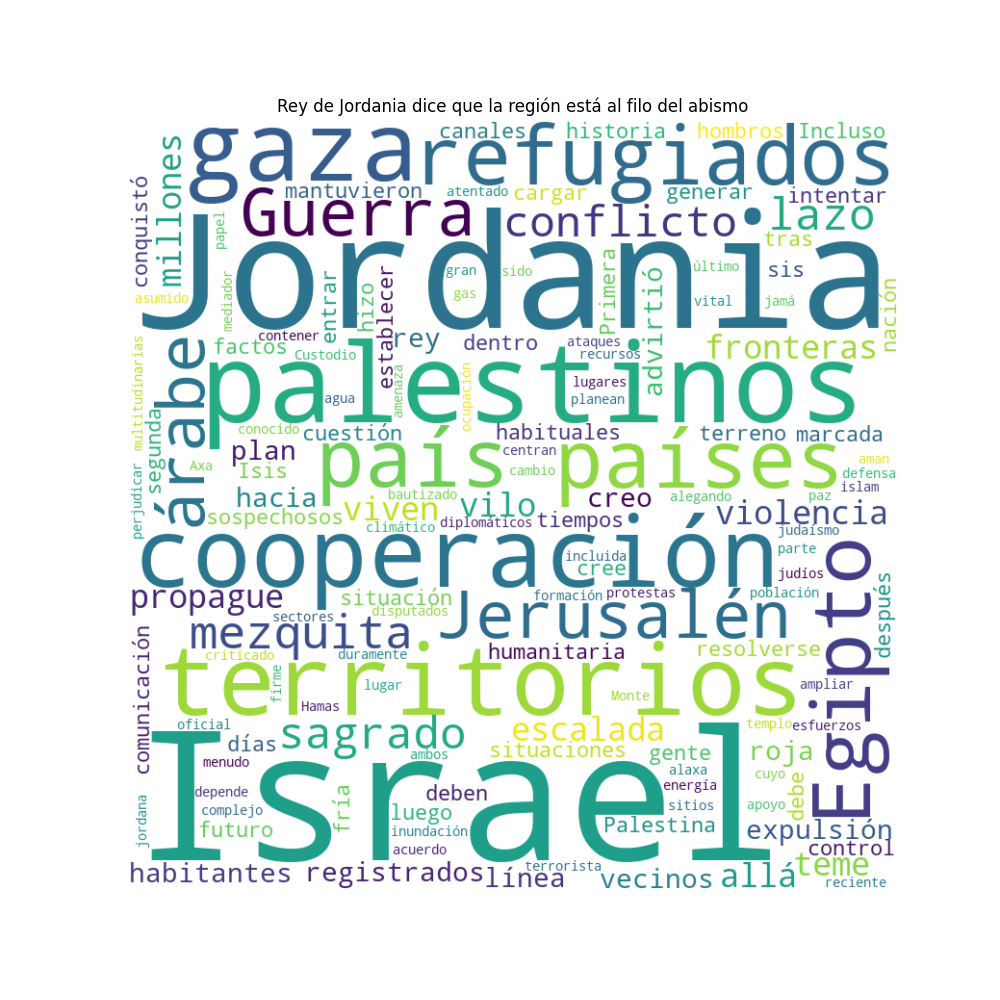 Rey de Jordania dice que la región está al filo del abismo
gaza
refugiados
canales
historia
hombros
Incluso
millones
conquistó
mantuvieron
atentado
cargar
generar
intentar
Guerra
conflicto
lazo
papel
Jordania
tras
gran
sido
último
sis
asumido
mediador
entrar
hizo
establecer
gas
Primera
advirtió
vital
jamá
nación
árabe
factos
contener
Custodio
rey
dentro
ataques
recursos
fronteras
multitudinarias
palestinos
agua
amenaza
ocupación
lugares
planean
segunda
conocido
cuestión
habituales
terreno
marcada
perjudicar
Axa
plan
Isis
país
países
centran
cambio
aman
defensa
islam
hacia
viven
bautizado
vilo
creo
alegando
paz
sospechosos
climático
diplomáticos
tiempos
violencia
judaísmo
cooperación
incluida
cree
parte
judíos
Egipto
después
propague
situación
disputados
formación
protestas
población
sectores
mezquita
Jerusalén
comunicación
criticado
duramente
humanitaria
resolverse
firme
territorios
lugar
Hamas
Monte
ampliar
oficial
días
sagrado
escalada
templo
esfuerzos
menudo
ambos
situaciones
gente
roja
Israel
depende
deben
alaxa
energía
cuyo
debe
jordana
complejo
fría
luego
sitios
apoyo
futuro
inundación
Palestina
expulsión
acuerdo
control
habitantes
registrados
línea
terrorista
vecinos
allá
teme
reciente